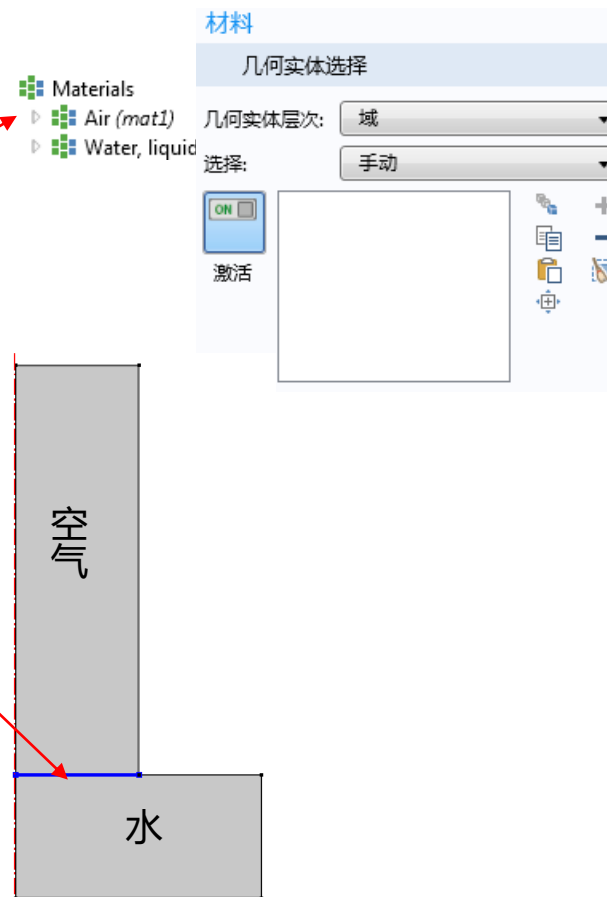 材料
几何实体选择
Materials
Air (mat1)
Water, liquid
几何实体层次: 域
选择: 手动
ON
激活
空气
水